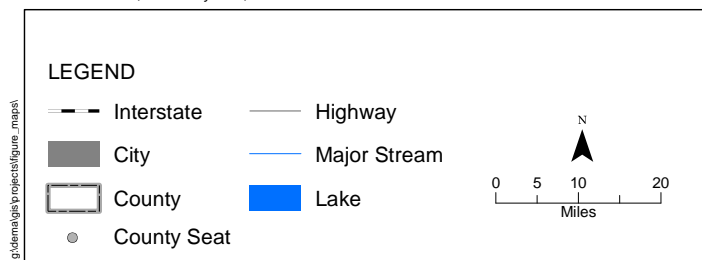 LEGEND
Interstate
Highway
City
Major Stream
County
Lake
County Seat
N
0 5 10 20
Miles
g:\dema\gis\projects\figure_maps\